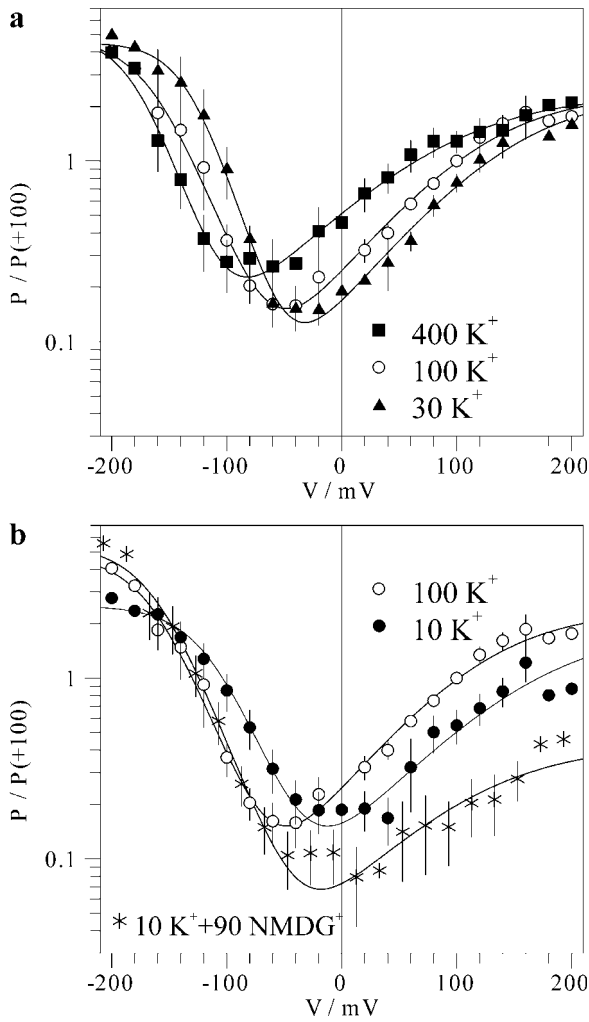 a
1
0.1
P / P(+100)
400 K⁺
100 K⁺
30 K⁺
-200 -100 0 100 200
V / mV
b
100 K⁺
10 K⁺
1
0.1
P / P(+100)
10 K⁺+90 NMDG⁺
-200 -100 0 100 200
V / mV